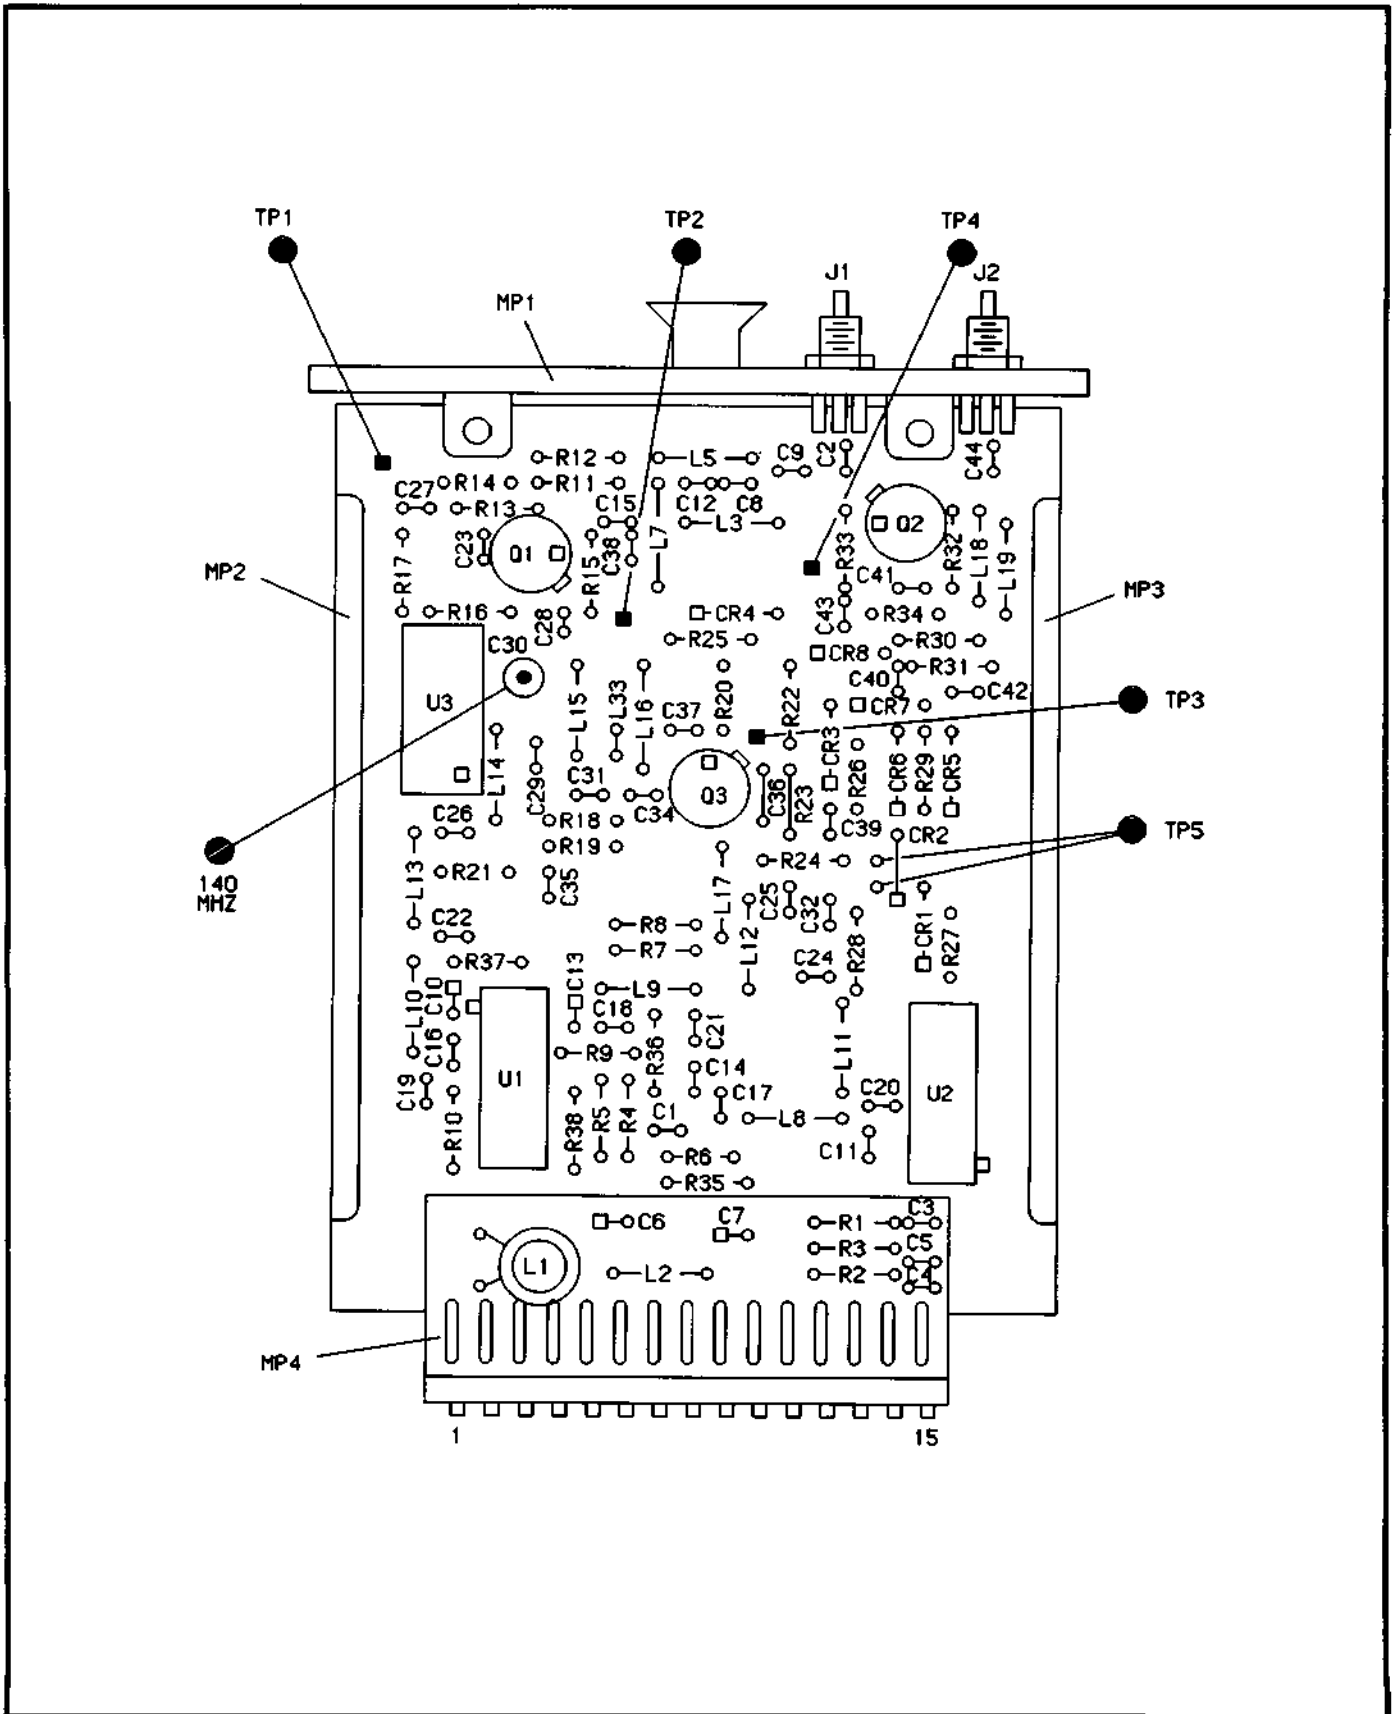 TP1 TP2 TP4
J1 J2
MP1
R12 L5 C9 C2 C44
R14 R11
C27 C12 C8
R13 C15 L3
Q1 Q2
C23 R15 C38 L7 R33 R32 L18 L19
R17 C41
MP2 MP3
R16 C28 CR4 C43 R34
R25 R30
C30 CR8 R31
C40 C42
U3 L15 L33 L16 C37 R20 R22 CR7 TP3
CR3
L14 C29 C31 C34 Q3 C36 R23 R26 CR6 R29 CR5
C26 R18 C39 CR2 TP5
R19 R24
140
MHZ
L13 R21 C35 L17 C25 C32
C22 R8 L12 R28 CR1 R27
R7
R37 C13 C24
C10 L9
L10 C18 C21
C16 R9 R36 L11
C19 U1 C14 U2
R10 R38 R5 R4 C1 C17 L8 C20
C11
R6
R35
C6 C7 R1 C3
R3 C5
L1 L2 R2 C4
MP4
1 15